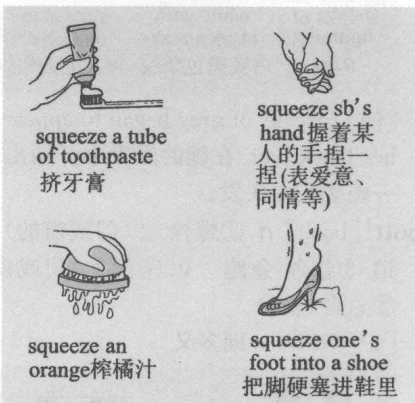 squeeze a tube
of toothpaste
挤牙膏
squeeze sb's
hand握着某
人的手捏一
捏(表爱意、
同情等)
squeeze an
orange榨橘汁
squeeze one's
foot into a shoe
把脚硬塞进鞋里